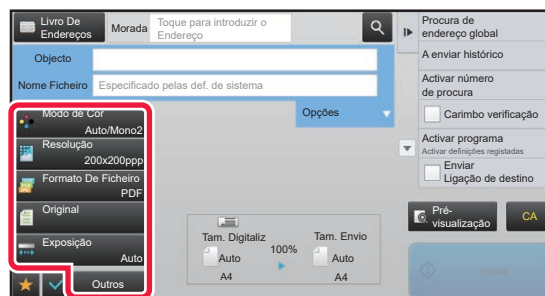 Livro De
Endereços
Morada
Toque para introduzir o
Endereço
Objecto
Nome Ficheiro
Especificado pelas def. de sistema
Opções
Modo de Cor
Auto/Mono2
Resolução
200x200ppp
Formato De Ficheiro
PDF
Original
Exposição
Auto
Outros
Tam. Digitaliz
100%
Tam. Envio
Auto
Auto
A4
A4
Procura de
endereço global
A enviar histórico
Activar número
de procura
Carimbo verificação
Activar programa
Activar definições registadas
Enviar
Ligação de destino
Pré-
visualização
CA
Iniciar